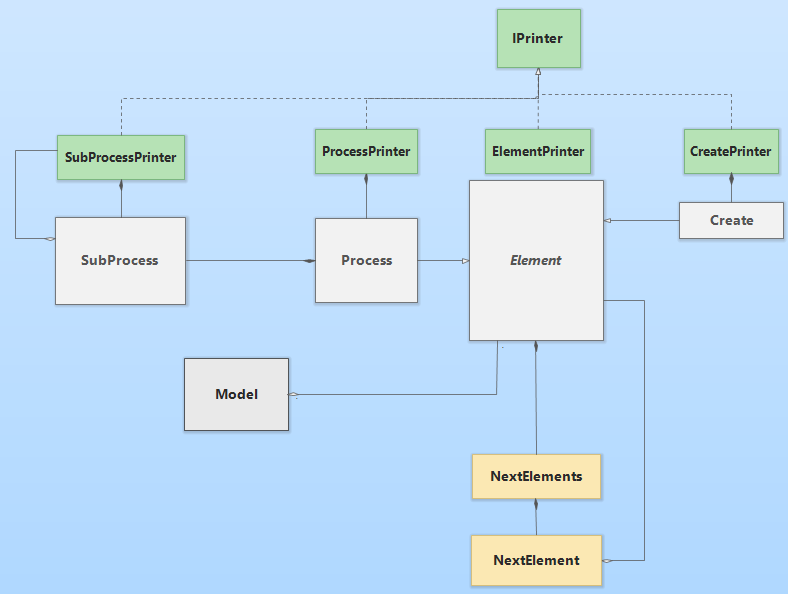 IPrinter
SubProcessPrinter
ProcessPrinter
ElementPrinter
CreatePrinter
SubProcess
Process
Element
Create
Model
NextElements
NextElement